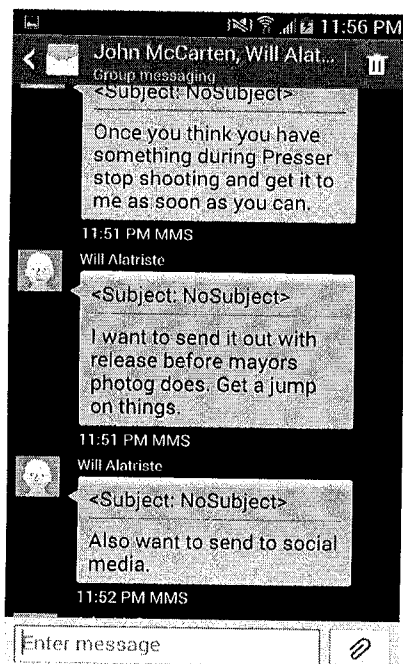 11:56 PM
John McCarten, Will Alat...
Group messaging
<Subject: NoSubject>
Once you think you have
something during Presser
stop shooting and get it to
me as soon as you can.
11:51 PM MMS
Will Alatriste
<Subject: NoSubject>
I want to send it out with
release before mayors
photog does. Get a jump
on things.
11:51 PM MMS
Will Alatriste
<Subject: NoSubject>
Also want to send to social
media.
11:52 PM MMS
Enter message